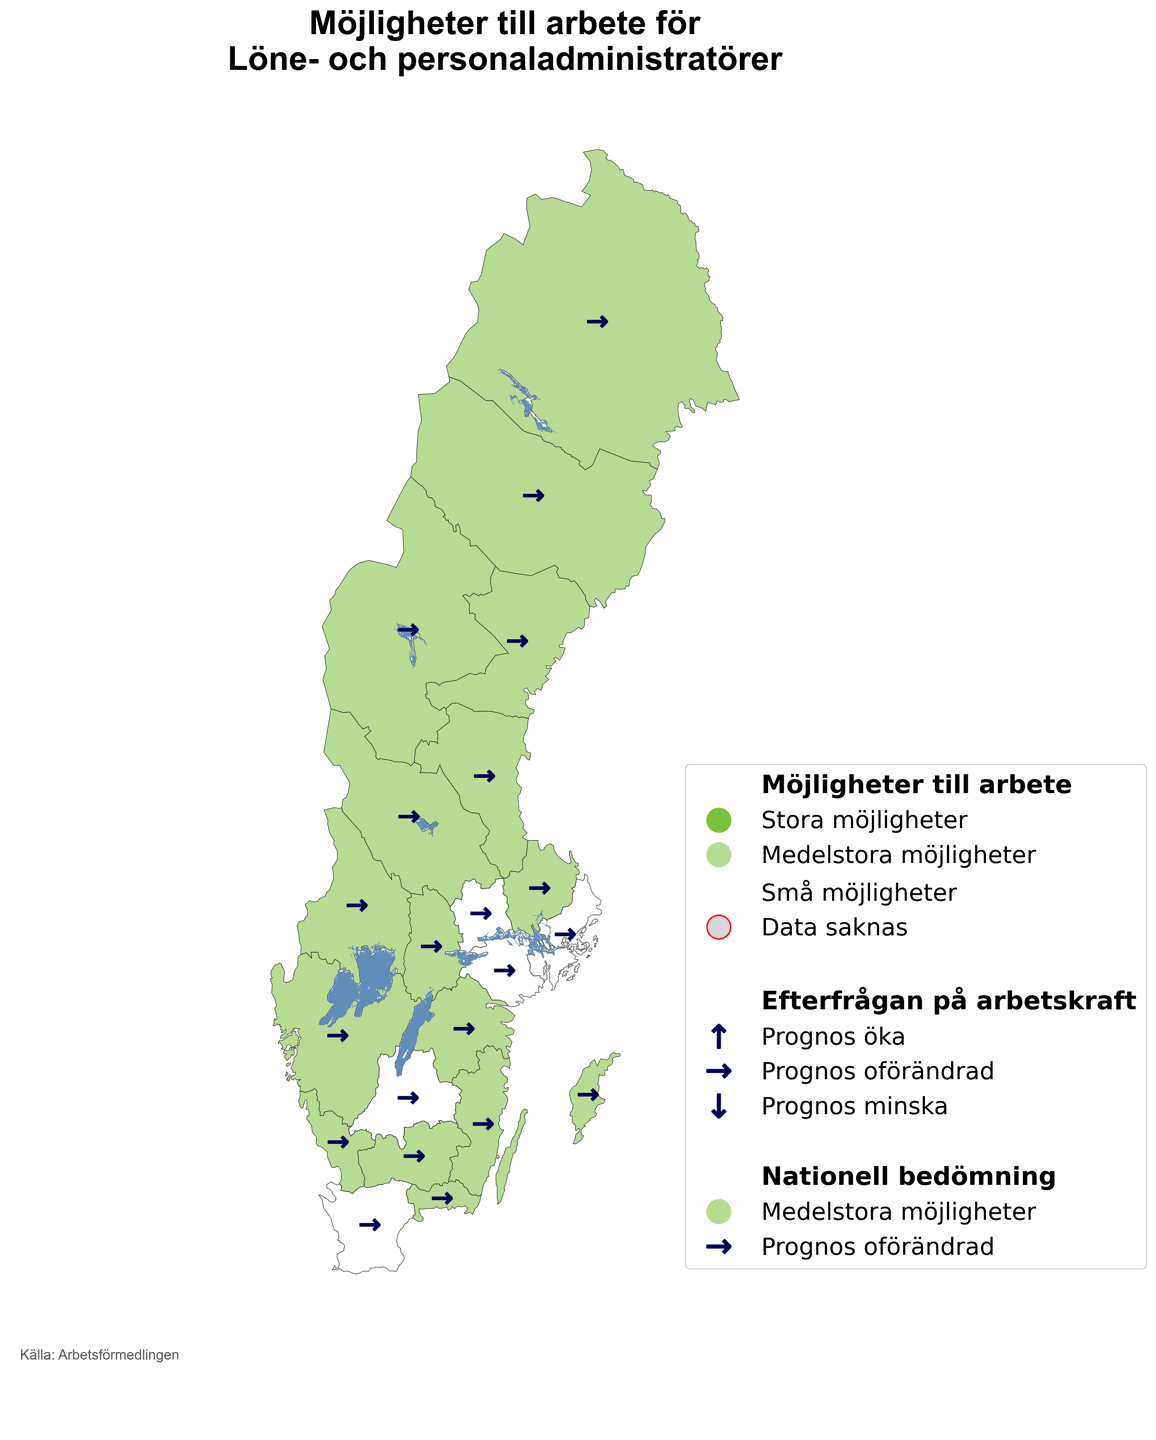 Möjligheter till arbete för
Löne- och personaladministratörer
Möjligheter till arbete
Stora möjligheter
Medelstora möjligheter
Små möjligheter
Data saknas
Efterfrågan på arbetskraft
Prognos öka
Prognos oförändrad
Prognos minska
Nationell bedömning
Medelstora möjligheter
Prognos oförändrad
Källa: Arbetsförmedlingen